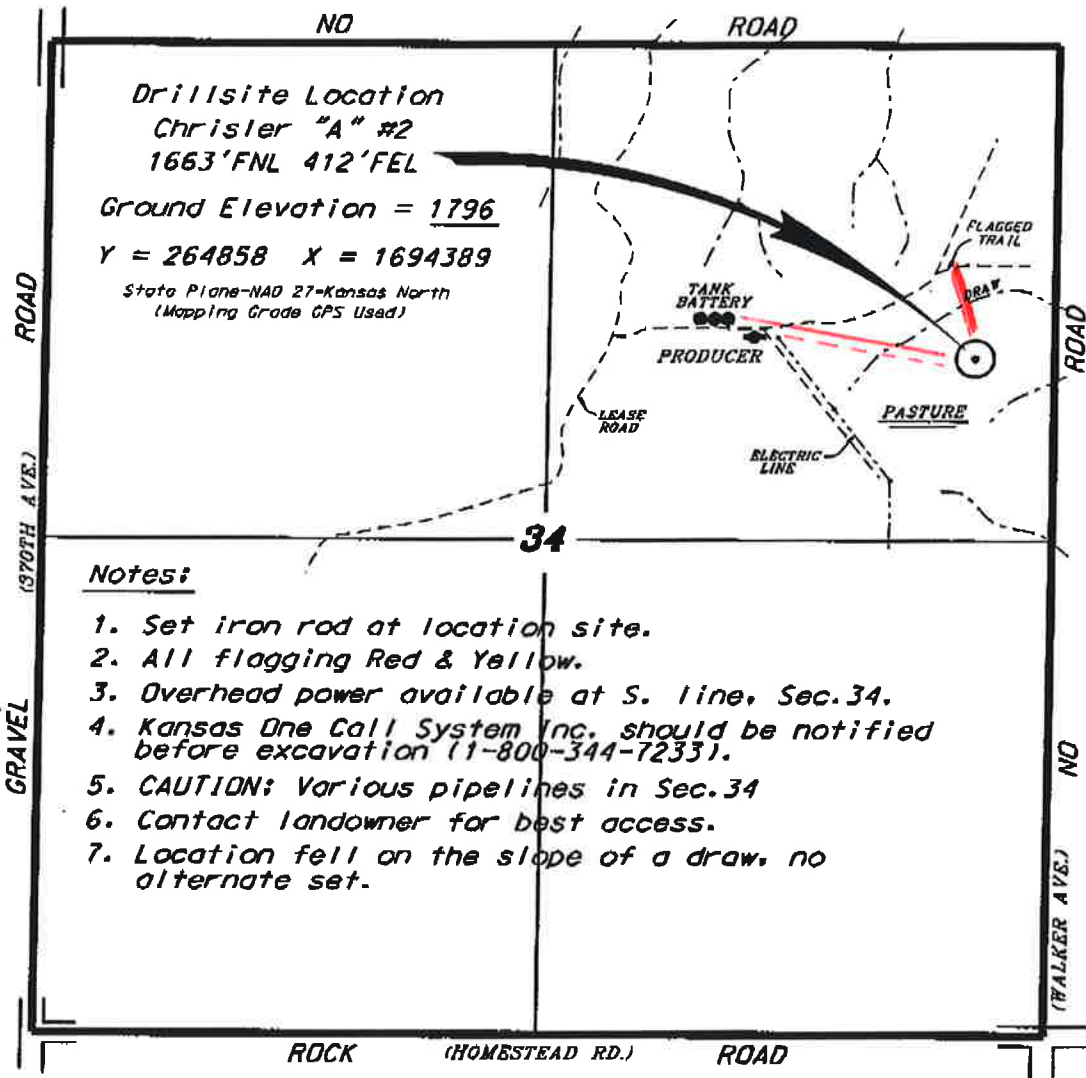 NO ROAD
Drillsite Location
Chrisler "A" #2
1663'FNL 412'FEL
Ground Elevation = 1796
Y = 264858 X = 1694389
State Plane-NAD 27-Kansas North
(Mapping Grade GPS Used)
FLAGGED
TRAIL
DRAW
TANK
BATTERY
PRODUCER
PASTURE
LEASE
ROAD
ELECTRIC
LINE
34
Notes:
1. Set iron rod at location site.
2. All flagging Red & Yellow.
3. Overhead power available at S. line, Sec.34.
4. Kansas One Call System Inc. should be notified
before excavation (1-800-344-7233).
5. CAUTION: Various pipelines in Sec.34
6. Contact landowner for best access.
7. Location fell on the slope of a draw, no
alternate set.
GRAVEL (370TH AVE.) ROAD
NO ROAD
(WALKER AVE.)
ROCK (HOMESTEAD RD.) ROAD